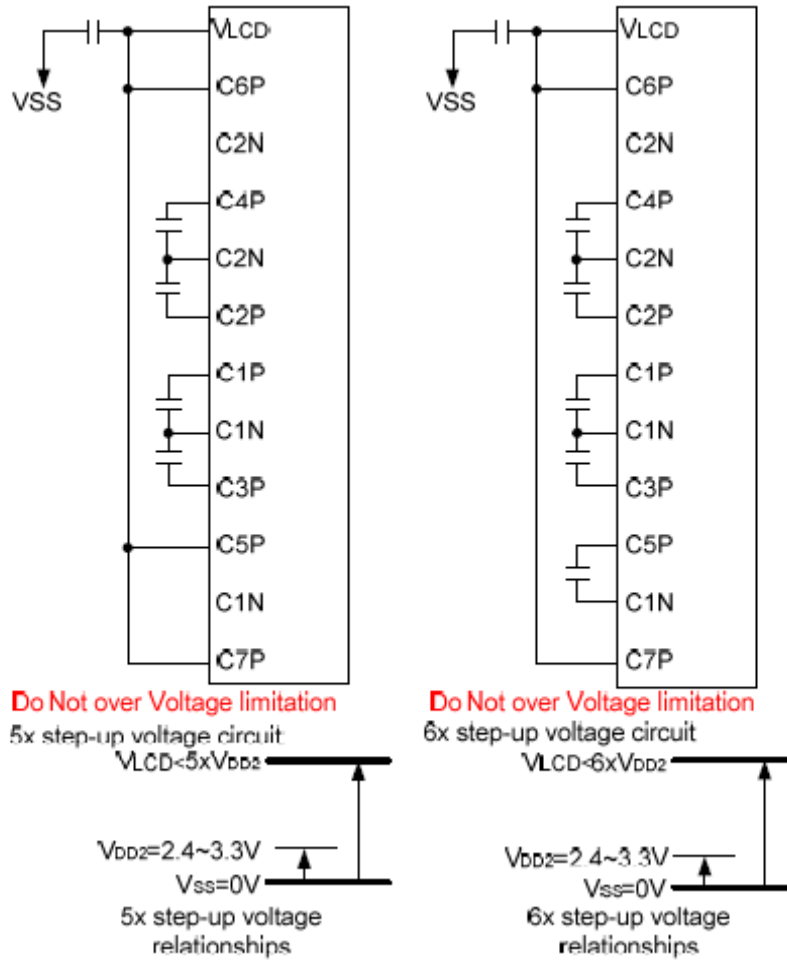 VLCD
C6P
VSS
C2N
C4P
C2N
C2P
C1P
C1N
C3P
C5P
C1N
C7P
Do Not over Voltage limitation
5x step-up voltage circuit
VLCD<5xVDD2
VDD2=2.4~3.3V
VSS=0V
5x step-up voltage
relationships
VLCD
C6P
VSS
C2N
C4P
C2N
C2P
C1P
C1N
C3P
C5P
C1N
C7P
Do Not over Voltage limitation
6x step-up voltage circuit
VLCD<6xVDD2
VDD2=2.4~3.3V
VSS=0V
6x step-up voltage
relationships